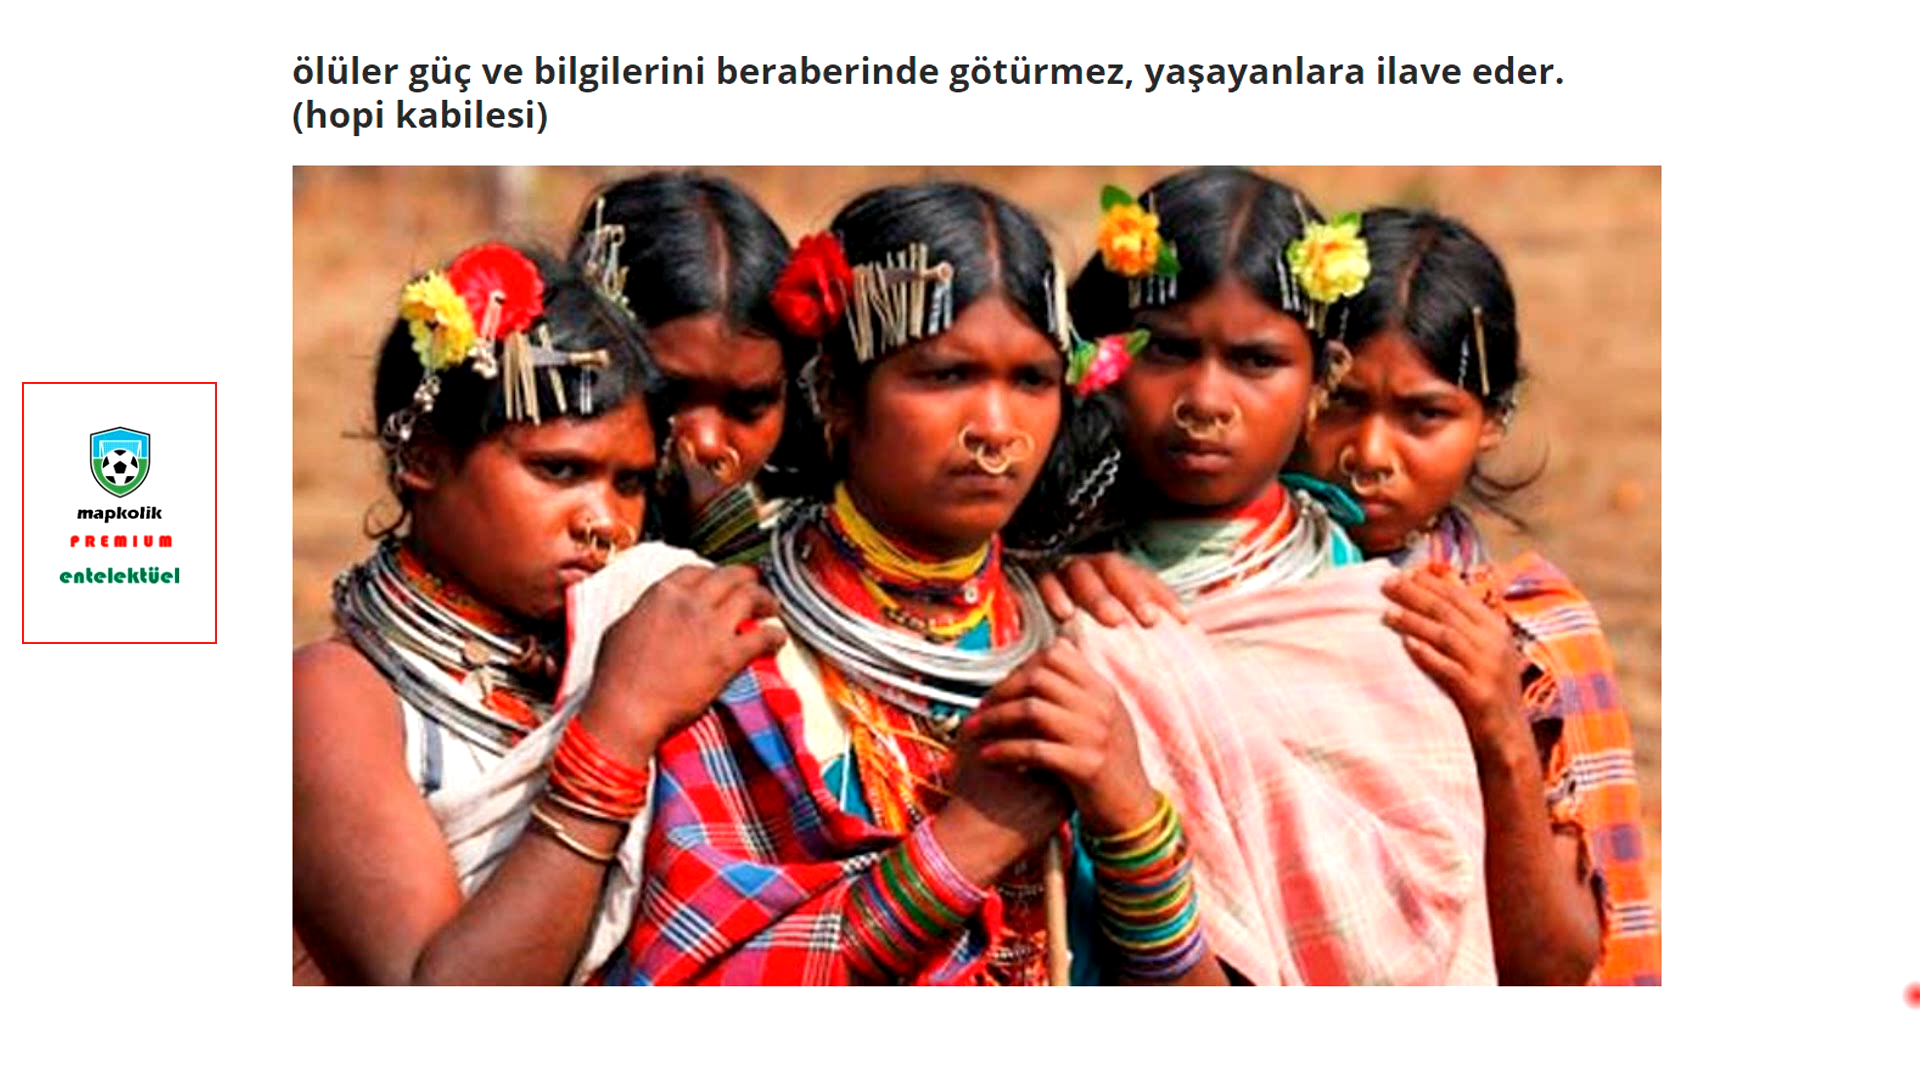 ölüler güç ve bilgilerini beraberinde götürmez, yaşayanlara ilave eder.
(hopi kabilesi)
mapkolik
PREMIUM
entelektüel